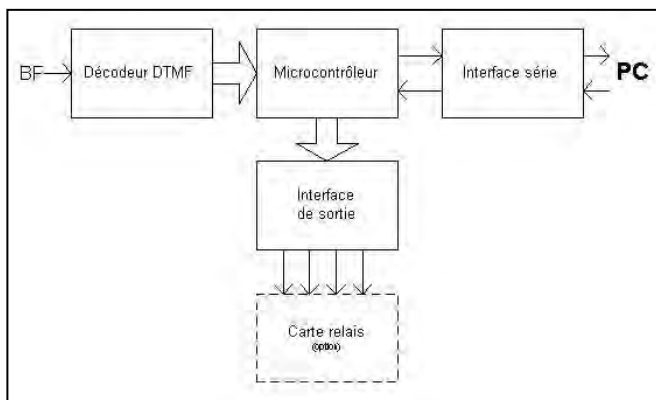 BF
Décodeur DTMF
Microcontrôleur
Interface série
PC
Interface
de sortie
Carte relais
(option)